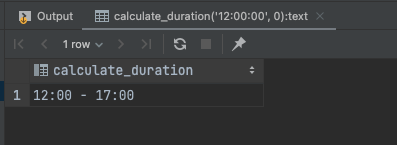 Output
calculate_duration('12:00:00', 0):text
1 row
calculate_duration
1
12:00 - 17:00